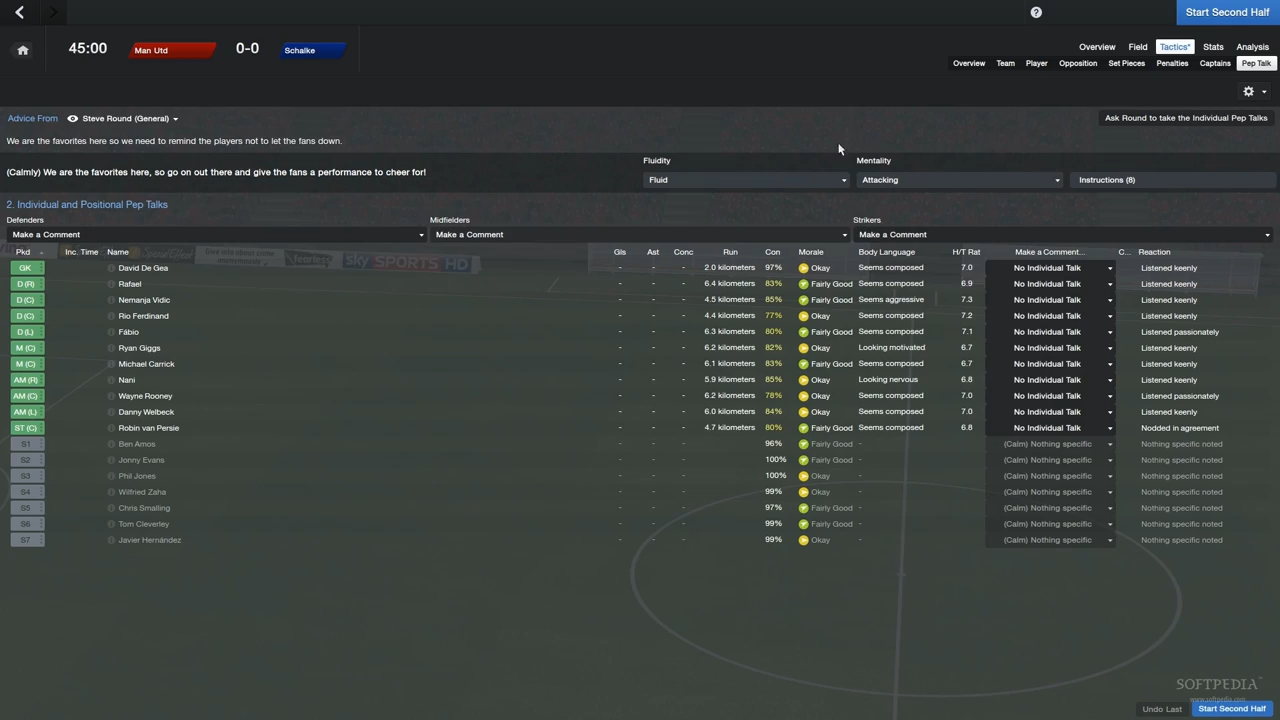 Start Second Half
45:00 Man Utd 0-0 Schalke
Overview Field Tactics* Stats Analysis
Overview Team Player Opposition Set Pieces Penalties Captains Pep Talk
Advice From Steve Round (General) Ask Round to take the Individual Pep Talks
We are the favorites here so we need to remind the players not to let the fans down.
Fluidity Mentality
(Calmly) We are the favorites here, so go on out there and give the fans a performance to cheer for!
Fluid Attacking Instructions (8)
2. Individual and Positional Pep Talks
Defenders Midfielders Strikers
Make a Comment Make a Comment Make a Comment
Pkd Inc. Time Name Gls Ast Conc Run Con Morale Body Language H/T Rat Make a Comment... C... Reaction
fearless sky SPORTS HD
GK David De Gea - - - 2.0 kilometers 97% Okay Seems composed 7.0 No Individual Talk Listened keenly
D (R) Rafael - - - 6.4 kilometers 83% Fairly Good Seems composed 6.9 No Individual Talk Listened keenly
D (C) Nemanja Vidic - - - 4.5 kilometers 85% Fairly Good Seems aggressive 7.3 No Individual Talk Listened keenly
D (C) Rio Ferdinand - - - 4.4 kilometers 77% Okay Seems composed 7.2 No Individual Talk Listened keenly
D (L) Fábio - - - 6.3 kilometers 80% Fairly Good Seems composed 7.1 No Individual Talk Listened passionately
M (C) Ryan Giggs - - - 6.2 kilometers 82% Okay Looking motivated 6.7 No Individual Talk Listened keenly
M (C) Michael Carrick - - - 6.1 kilometers 83% Fairly Good Seems composed 6.7 No Individual Talk Listened keenly
AM (R) Nani - - - 5.9 kilometers 85% Okay Looking nervous 6.8 No Individual Talk Listened keenly
AM (C) Wayne Rooney - - - 6.2 kilometers 78% Okay Seems composed 7.0 No Individual Talk Listened passionately
AM (L) Danny Welbeck - - - 6.0 kilometers 84% Okay Seems composed 7.0 No Individual Talk Listened keenly
ST (C) Robin van Persie - - - 4.7 kilometers 80% Fairly Good Seems composed 6.8 No Individual Talk Nodded in agreement
S1 Ben Amos 96% Fairly Good - (Calm) Nothing specific Nothing specific noted
S2 Jonny Evans 100% Fairly Good - (Calm) Nothing specific Nothing specific noted
S3 Phil Jones 100% Okay - (Calm) Nothing specific Nothing specific noted
S4 Wilfried Zaha 99% Okay - (Calm) Nothing specific Nothing specific noted
S5 Chris Smalling 97% Fairly Good - (Calm) Nothing specific Nothing specific noted
S6 Tom Cleverley 99% Fairly Good - (Calm) Nothing specific Nothing specific noted
S7 Javier Hernández 99% Okay - (Calm) Nothing specific Nothing specific noted
SOFTPEDIA™
www.softpedia.com
Undo Last Start Second Half